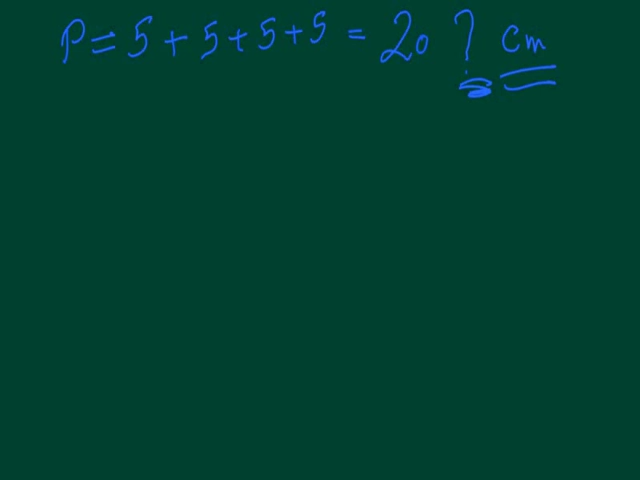 P = 5 + 5 + 5 + 5 = 20 ? cm